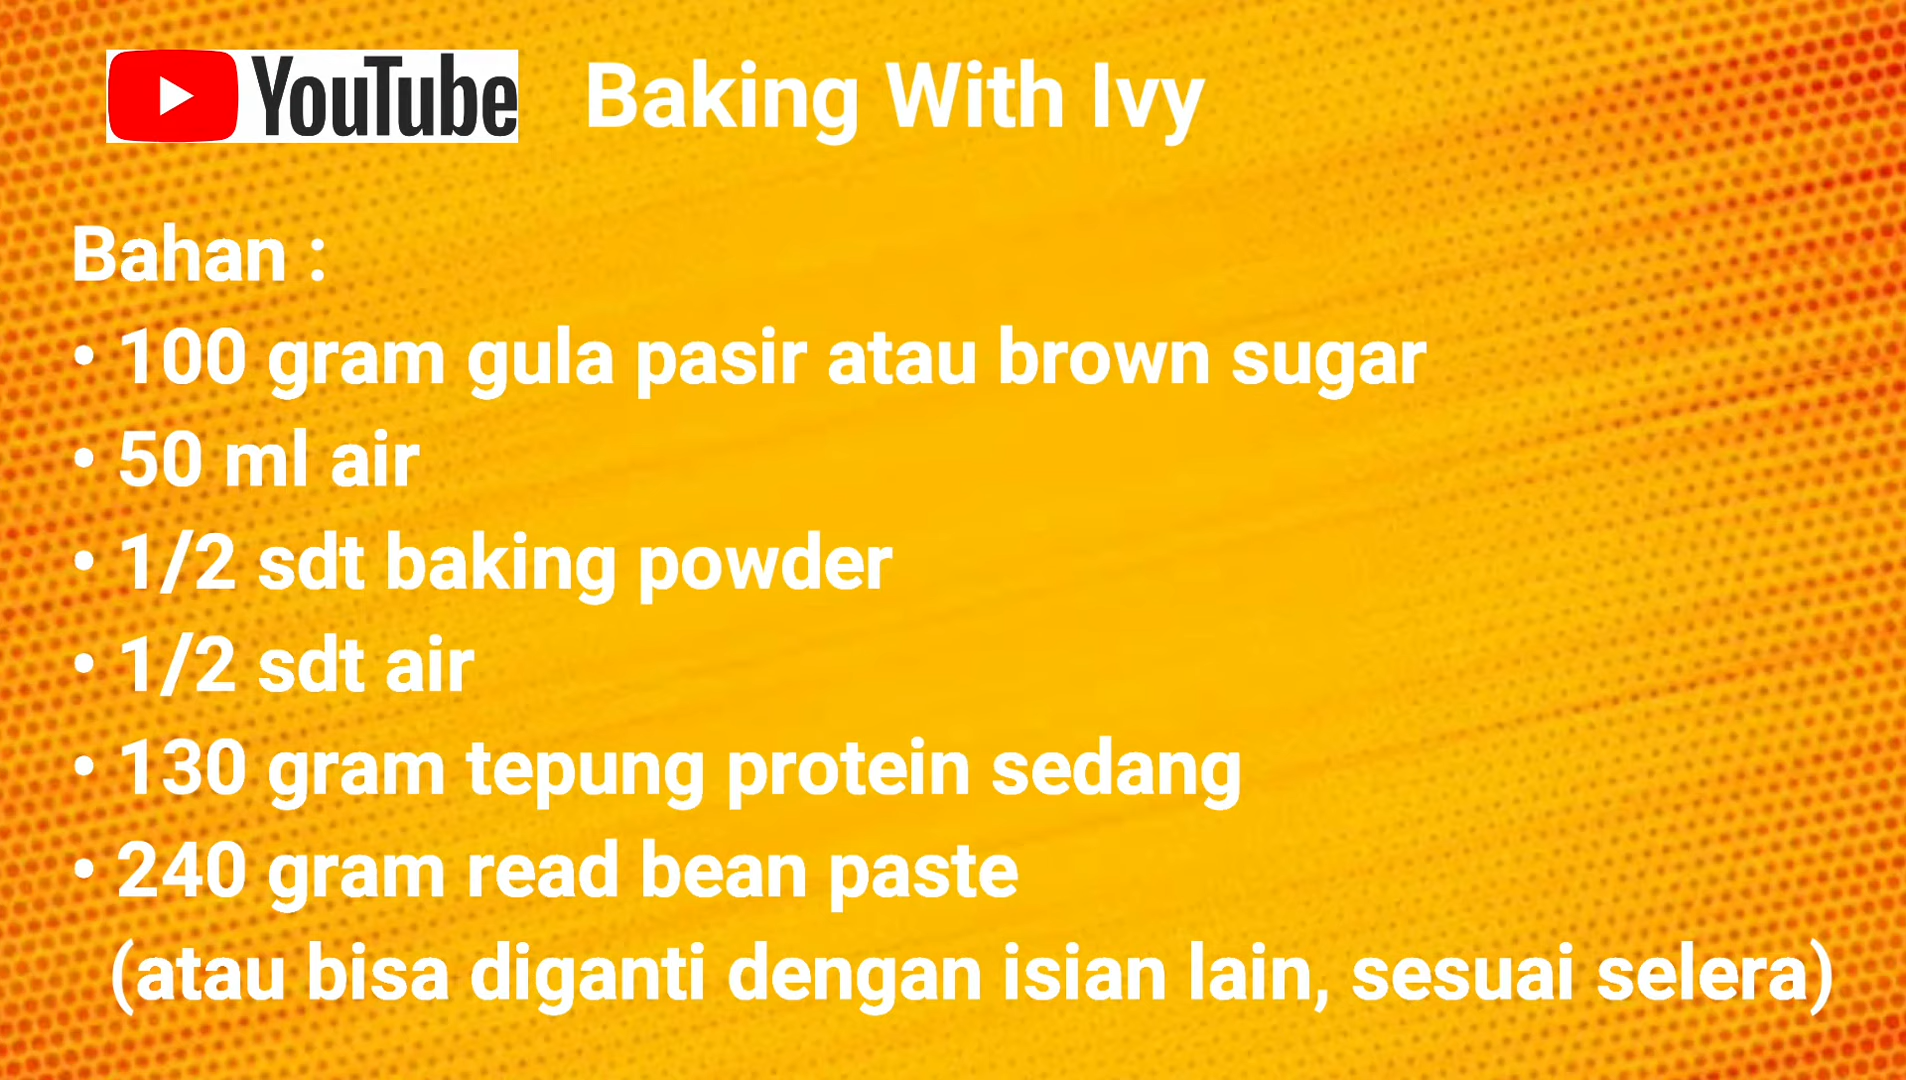 YouTube Baking With Ivy
Bahan :
• 100 gram gula pasir atau brown sugar
• 50 ml air
• 1/2 sdt baking powder
• 1/2 sdt air
• 130 gram tepung protein sedang
• 240 gram read bean paste
(atau bisa diganti dengan isian lain, sesuai selera)